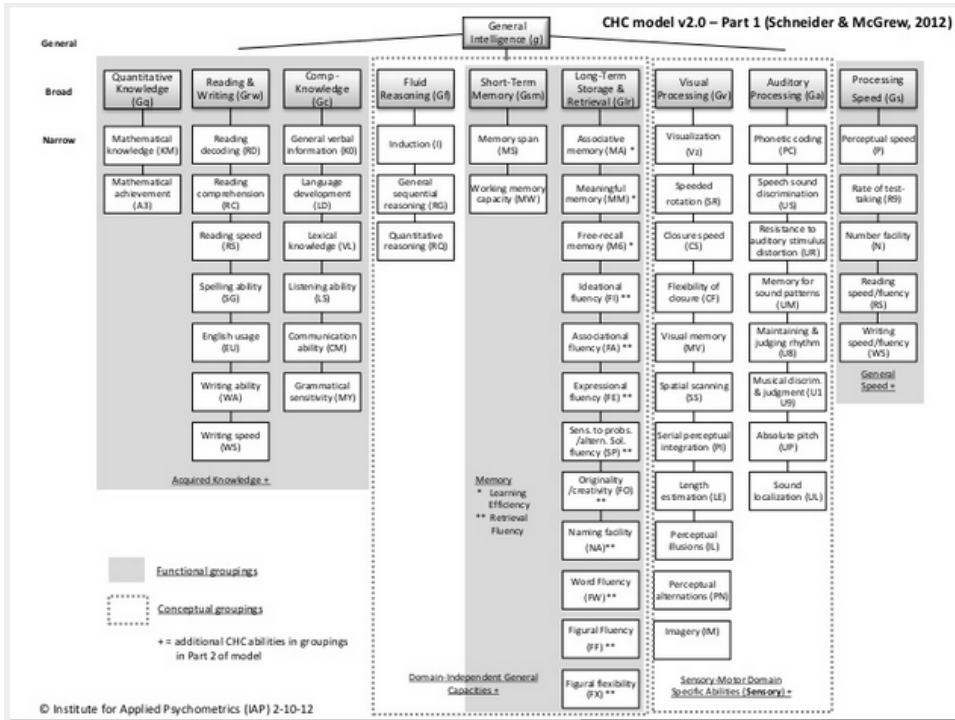 CHC model v2.0 – Part 1 (Schneider & McGrew, 2012)
General
General
Intelligence (g)
Broad
Quantitative
Knowledge
(Gq)
Reading &
Writing (Grw)
Comp -
Knowledge (Gc)
Fluid
Reasoning (Gf)
Short-Term
Memory (Gsm)
Long-Term
Storage &
Retrieval (Glr)
Visual
Processing (Gv)
Auditory
Processing (Ga)
Processing
Speed (Gs)
Narrow
Mathematical
knowledge (KM)
Mathematical
achievement (A3)
Reading
decoding (RD)
Reading
comprehension
(RC)
Reading speed
(RS)
Spelling ability
(SG)
English usage
(EU)
Writing ability
(WA)
Writing speed
(WS)
General verbal
information (K0)
Language
development
(LD)
Lexical
knowledge (VL)
Listening ability
(LS)
Communication
ability (CM)
Grammatical
sensitivity (MY)
Acquired Knowledge +
Induction (I)
General
sequential
reasoning (RG)
Quantitative
reasoning (RQ)
Memory span
(MS)
Working memory
capacity (MW)
Memory
* Learning
Efficiency
** Retrieval
Fluency
Associative
memory (MA) *
Meaningful
memory (MM) *
Free-recall
memory (M6) *
Ideational
fluency (FI) **
Associational
fluency (FA) **
Expressional
fluency (FE) **
Sens. to probs.
/altern. Sol.
fluency (SP) **
Originality
/creativity (FO)
**
Naming facility
(NA)**
Word Fluency
(FW) **
Figural Fluency
(FF) **
Figural flexibility
(FX) **
Domain-Independent General
Capacities +
Visualization
(Vz)
Speeded
rotation (SR)
Closure speed
(CS)
Flexibility of
closure (CF)
Visual memory
(MV)
Spatial scanning
(SS)
Serial perceptual
integration (PI)
Length
estimation (LE)
Perceptual
illusions (IL)
Perceptual
alternations (PN)
Imagery (IM)
Phonetic coding
(PC)
Speech sound
discrimination
(US)
Resistance to
auditory stimulus
distortion (UR)
Memory for
sound patterns
(UM)
Maintaining &
judging rhythm
(U8)
Musical discrim.
& judgment (U1
U9)
Absolute pitch
(UP)
Sound
localization (UL)
Sensory-Motor Domain
Specific Abilities (Sensory) +
Perceptual speed
(P)
Rate of test-
taking (R9)
Number facility
(N)
Reading
speed/fluency
(RS)
Writing
speed/fluency
(WS)
General
Speed +
Functional groupings
Conceptual groupings
+ = additional CHC abilities in groupings
in Part 2 of model
© Institute for Applied Psychometrics (IAP) 2-10-12